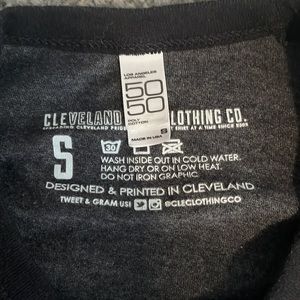 LOS ANGELES
APPAREL
50
50
POLY
COTTON
S
MADE IN USA
CLEVELAND CLOTHING CO.
SPREADING CLEVELAND PRIDE T SHIRT AT A TIME SINCE
S
30
WASH INSIDE OUT IN COLD WATER.
HANG DRY OR ON LOW HEAT.
DO NOT IRON GRAPHIC.
DESIGNED & PRINTED IN CLEVELAND
TWEET & GRAM US! @CLECLOTHINGCO